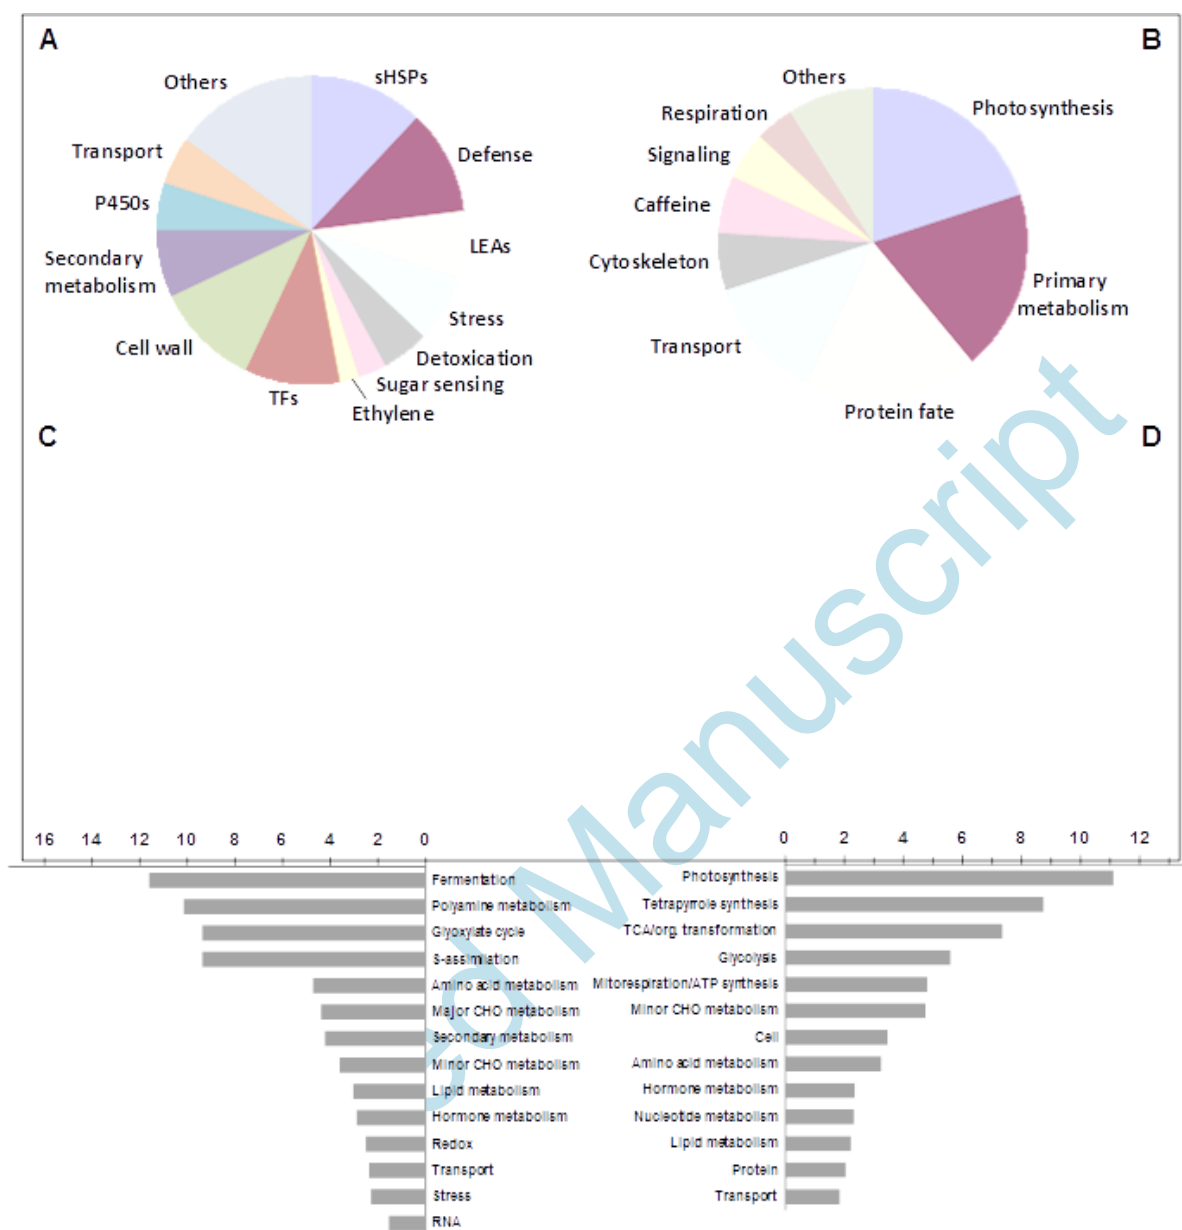 A
B
Others
sHSPs
Transport
Defense
P450s
LEAs
Secondary
metabolism
Stress
Cell wall
Detoxication
Sugar sensing
TFs
Ethylene
Others
Photosynthesis
Respiration
Signaling
Caffeine
Cytoskeleton
Primary
metabolism
Transport
Protein fate
C
D
ed Manuscript
16 14 12 10 8 6 4 2 0
Fermentation
Polyamine metabolism
Glyoxylate cycle
S-assimilation
Amino acid metabolism
Major CHO metabolism
Secondary metabolism
Minor CHO metabolism
Lipid metabolism
Hormone metabolism
Redox
Transport
Stress
RNA
0 2 4 6 8 10 12
Photosynthesis
Tetrapyrrole synthesis
TCA/org. transformation
Glycolysis
Mitorespiration/ATP synthesis
Minor CHO metabolism
Cell
Amino acid metabolism
Hormone metabolism
Nucleotide metabolism
Lipid metabolism
Protein
Transport